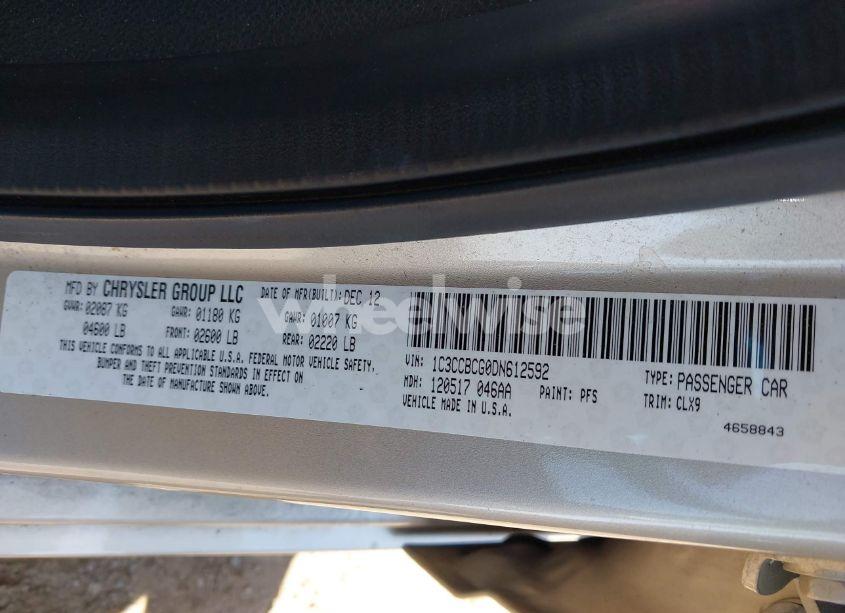 MFD BY CHRYSLER GROUP LLC DATE OF MFR(BUILT): DEC 12
GVWR: 02087 KG GAWR: 01180 KG GAWR: 01007 KG
04600 LB FRONT: 02600 LB REAR: 02220 LB
THIS VEHICLE CONFORMS TO ALL APPLICABLE U.S.A. FEDERAL MOTOR VEHICLE SAFETY,
BUMPER AND THEFT PREVENTION STANDARDS IN EFFECT ON
THE DATE OF MANUFACTURE SHOWN ABOVE.
VIN: 1C3CCBCG0DN612592 TYPE: PASSENGER CAR
MDH: 120517 046AA PAINT: PFS TRIM: CLX9
VEHICLE MADE IN U.S.A.
4658843
wheelwise